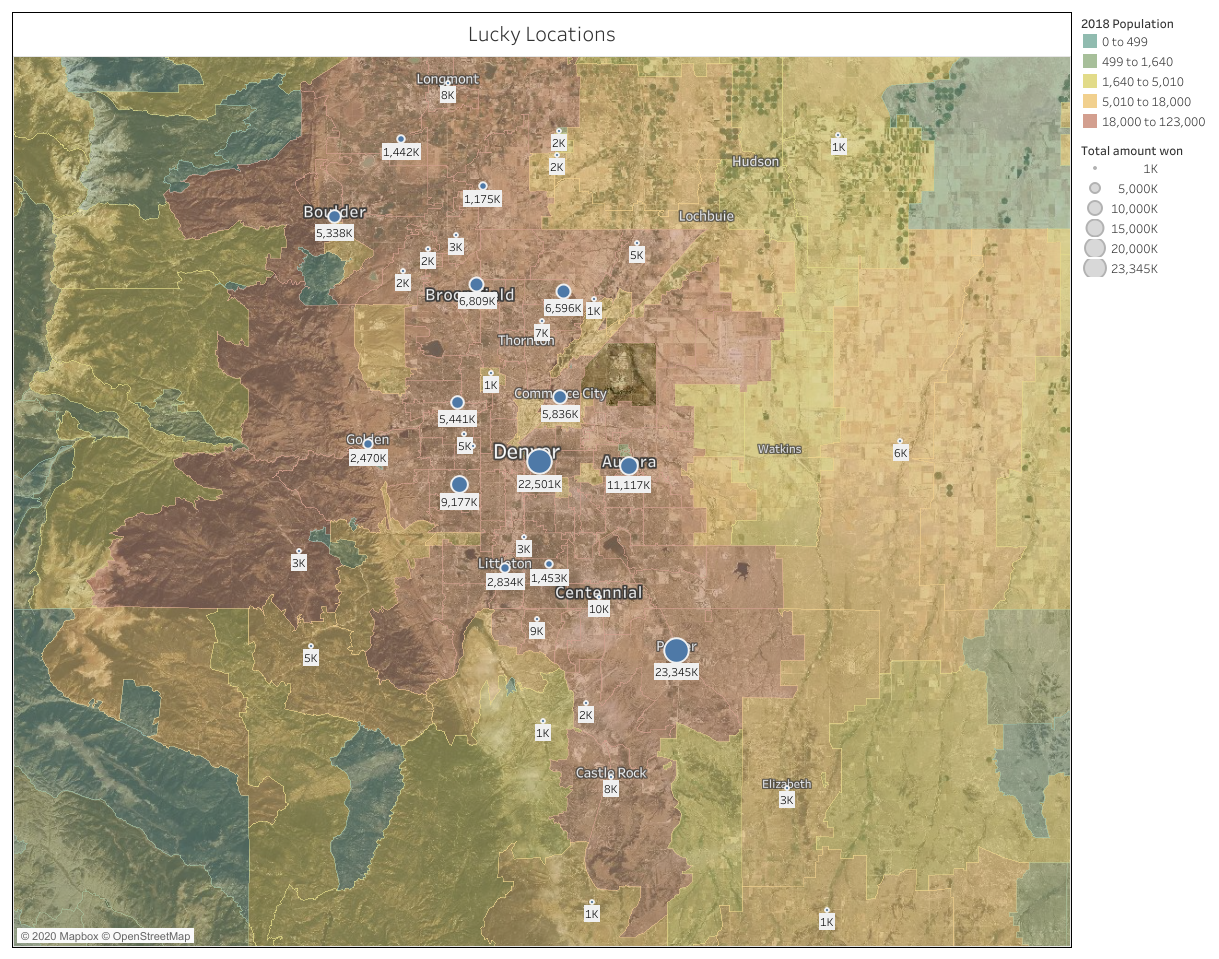 Lucky Locations
2018 Population
0 to 499
499 to 1,640
1,640 to 5,010
5,010 to 18,000
18,000 to 123,000
Total amount won
1K
5,000K
10,000K
15,000K
20,000K
23,345K
Longmont
8K
1,442K
2K
2K
1K
Hudson
1,175K
Boulder
5,338K
Lochbuie
3K
2K
5K
2K
6,809K
6,596K
1K
7K
Thornton
1K
Commerce City
5,441K
5,836K
Golden
2,470K
5K
Denver
22,501K
Aurora
11,117K
Watkins
6K
9,177K
3K
3K
Littleton
2,834K
1,453K
Centennial
10K
9K
5K
23,345K
2K
1K
Castle Rock
8K
Elizabeth
3K
1K
1K
© 2020 Mapbox © OpenStreetMap